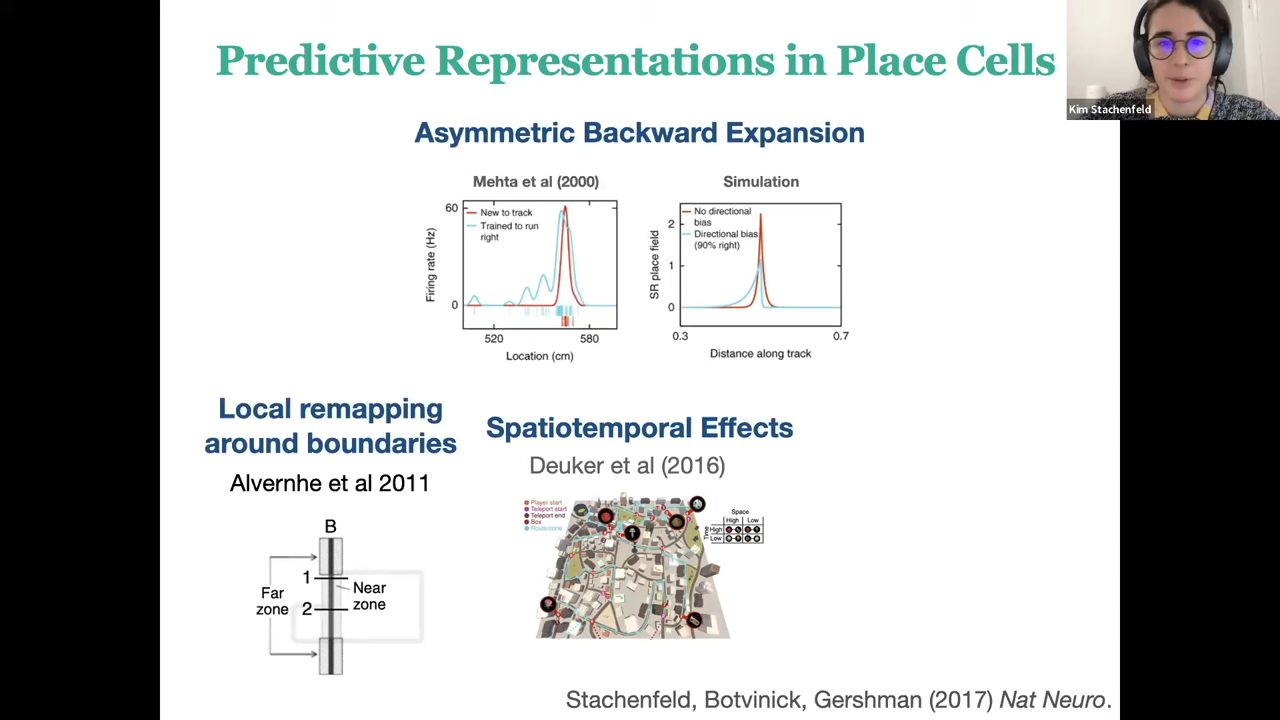 Predictive Representations in Place Cells
Kim Stachenfeld
Asymmetric Backward Expansion
Mehta et al (2000)
60
0
Firing rate (Hz)
New to track
Trained to run
right
520
580
Location (cm)
Simulation
2
1
0
SR place field
No directional
bias
Directional bias
(90% right)
0.3
0.7
Distance along track
Local remapping
around boundaries
Alvernhe et al 2011
B
1
2
Far
zone
Near
zone
Spatiotemporal Effects
Deuker et al (2016)
Player start
Teleport start
Teleport end
Box
Route/zone
Space
High
Low
Time
High
Low
Stachenfeld, Botvinick, Gershman (2017) Nat Neuro.